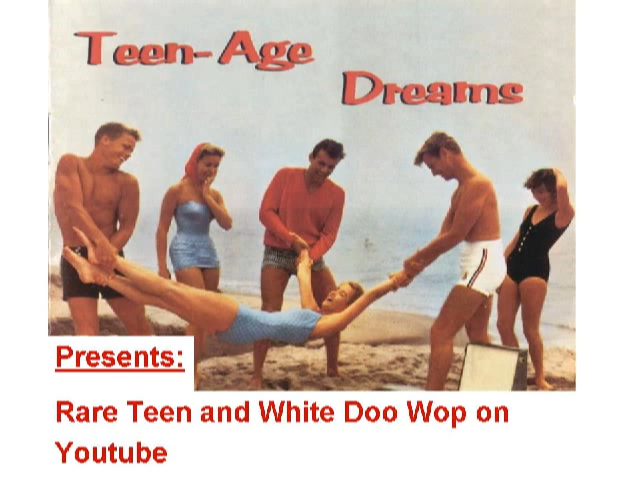 Teen-Age
Dreams
Presents:
Rare Teen and White Doo Wop on
Youtube